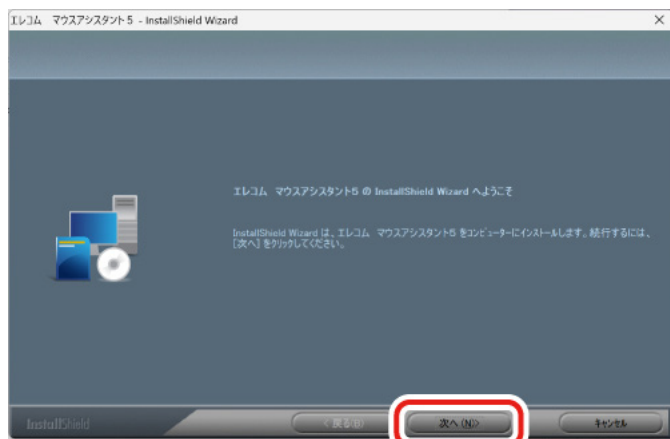 エレコム マウスアシスタント5 - InstallShield Wizard
エレコム マウスアシスタント5 の InstallShield Wizard へようこそ
InstallShield Wizard は、エレコム マウスアシスタント5 をコンピューターにインストールします。続行するには、
[次へ] をクリックしてください。
InstallShield
< 戻る(B) 次へ(N)> キャンセル